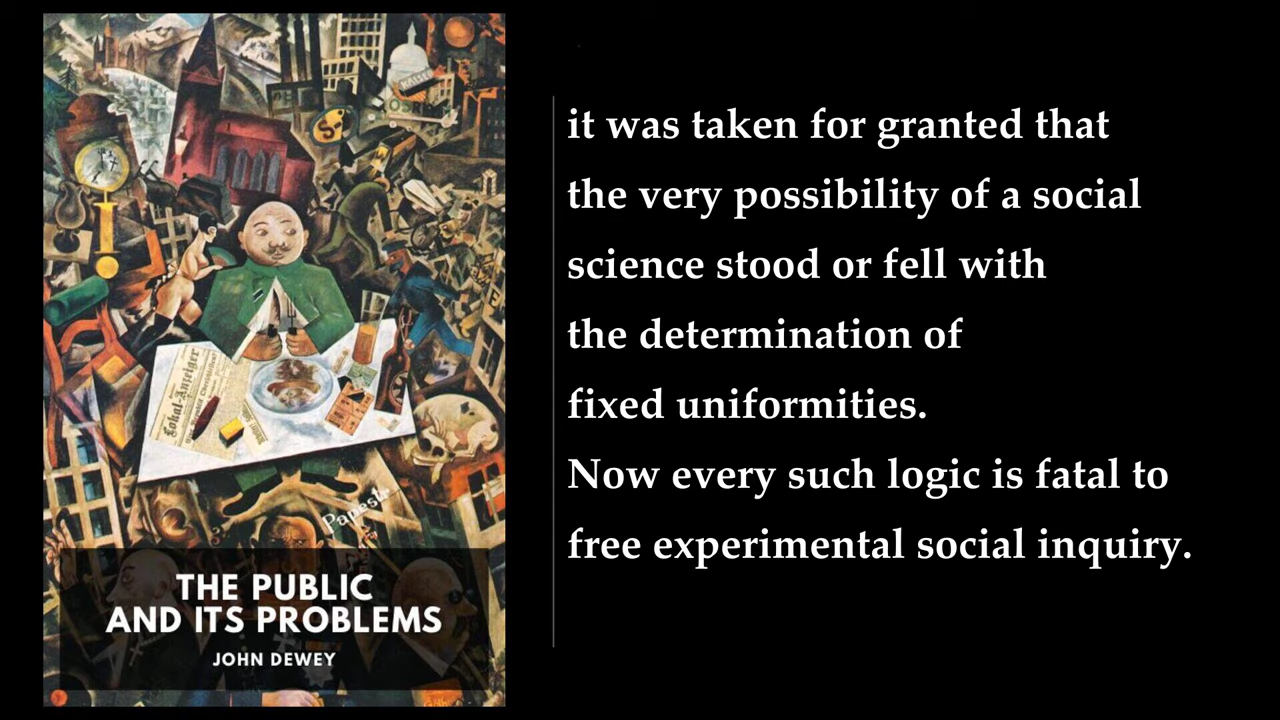 it was taken for granted that
the very possibility of a social
science stood or fell with
the determination of
fixed uniformities.
Now every such logic is fatal to
free experimental social inquiry.
Lokal-Anzeiger
THE PUBLIC
AND ITS PROBLEMS
JOHN DEWEY